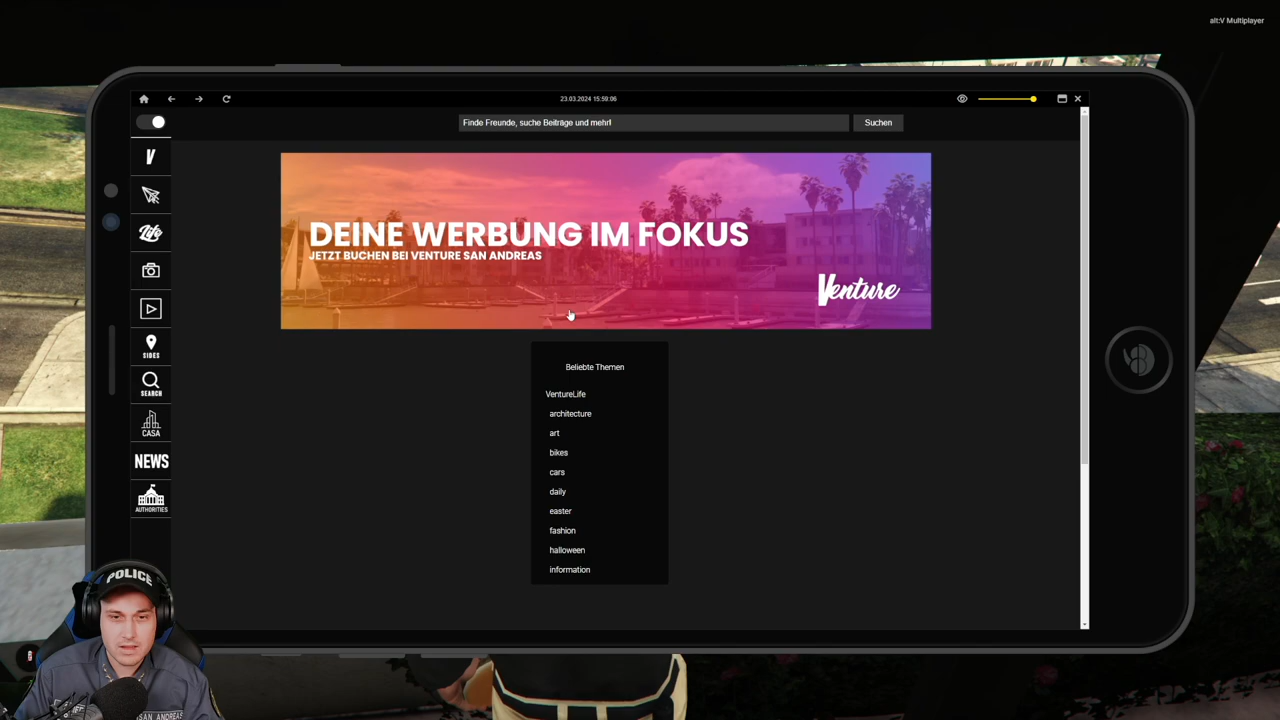 alt:V Multiplayer
23.03.2024 15:59:06
Finde Freunde, suche Beiträge und mehr!
Suchen
V
Life
SIDES
SEARCH
CASA
NEWS
AUTHORITIES
DEINE WERBUNG IM FOKUS
JETZT BUCHEN BEI VENTURE SAN ANDREAS
Venture
Beliebte Themen
VentureLife
architecture
art
bikes
cars
daily
easter
fashion
halloween
information
POLICE
SAN ANDREAS